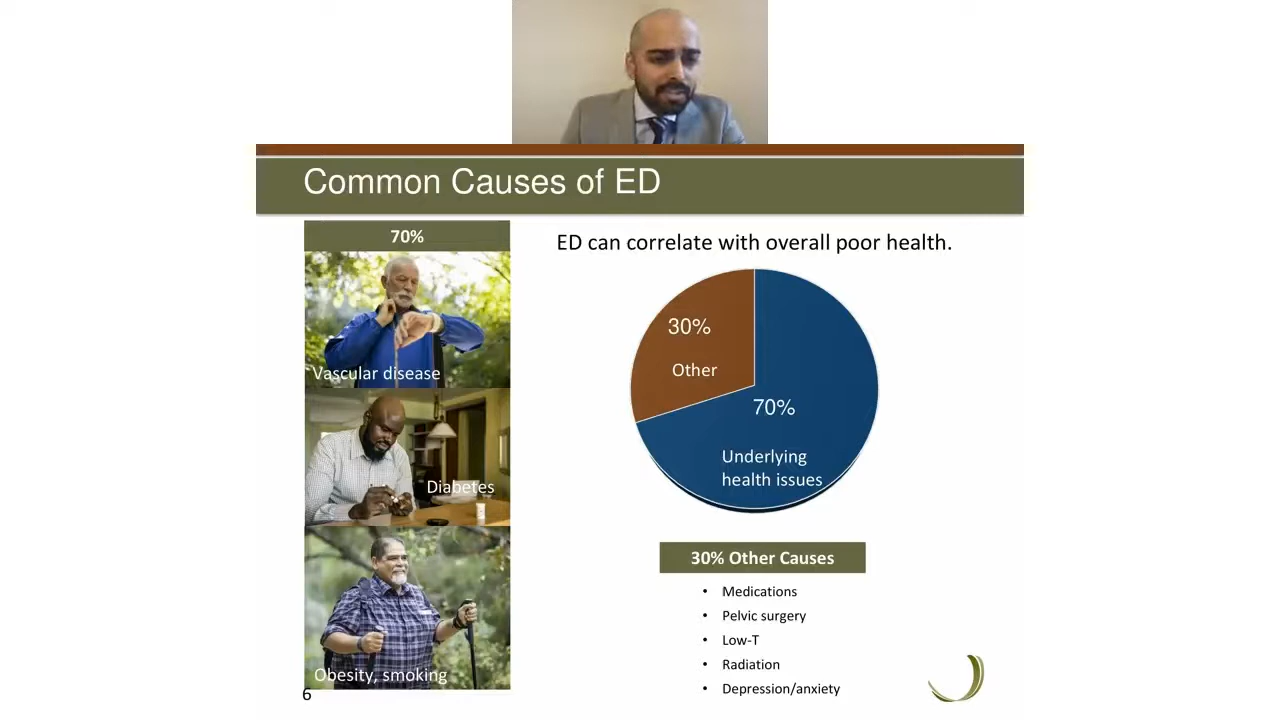 Common Causes of ED
70%
Vascular disease
Diabetes
Obesity, smoking
ED can correlate with overall poor health.
30%
Other
70%
Underlying
health issues
30% Other Causes
• Medications
• Pelvic surgery
• Low-T
• Radiation
• Depression/anxiety
6